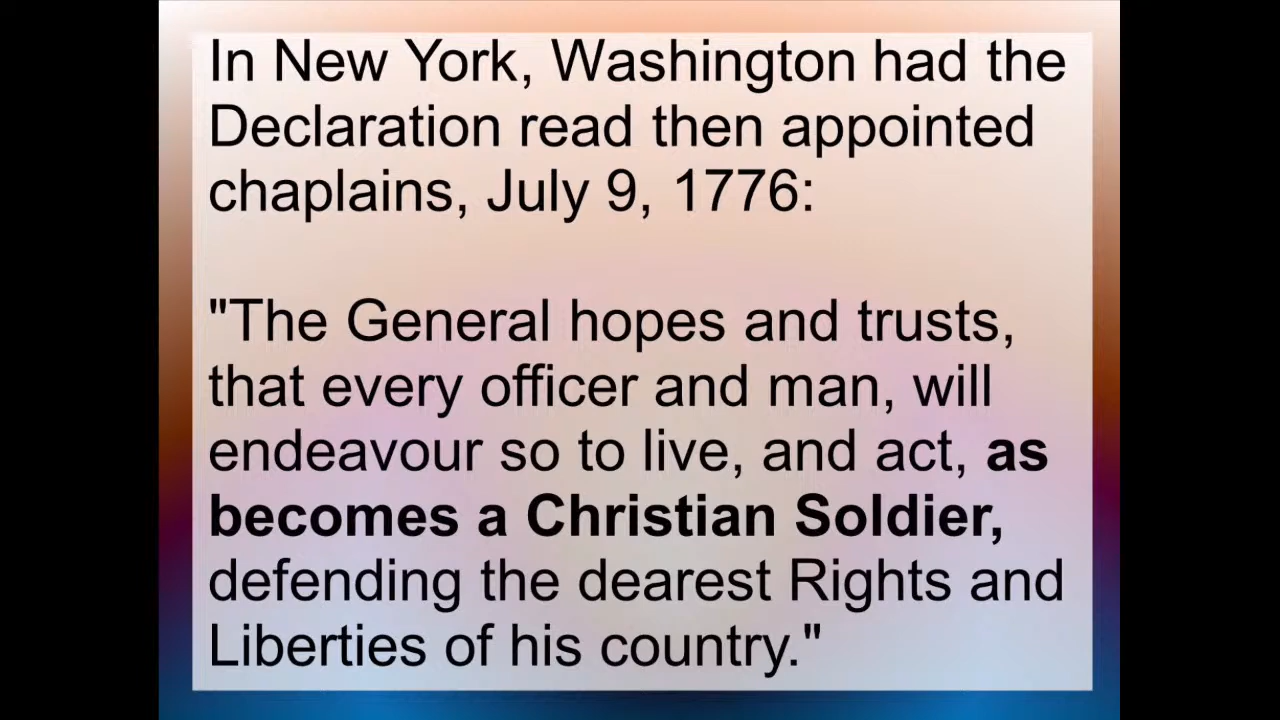 In New York, Washington had the
Declaration read then appointed
chaplains, July 9, 1776:
"The General hopes and trusts,
that every officer and man, will
endeavour so to live, and act, as
becomes a Christian Soldier,
defending the dearest Rights and
Liberties of his country."